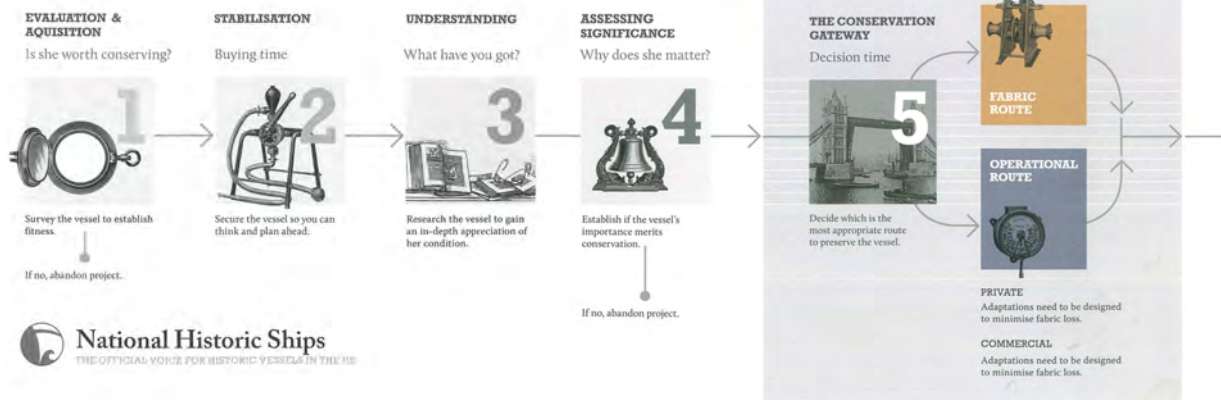 EVALUATION &
AQUISITION
Is she worth conserving?
1
Survey the vessel to establish
fitness.
If no, abandon project.
STABILISATION
Buying time
2
Secure the vessel so you can
think and plan ahead.
UNDERSTANDING
What have you got?
3
Research the vessel to gain
an in-depth appreciation of
her condition.
ASSESSING
SIGNIFICANCE
Why does she matter?
4
Establish if the vessel's
importance merits
conservation.
If no, abandon project.
THE CONSERVATION
GATEWAY
Decision time
5
Decide which is the
most appropriate route
to preserve the vessel.
FABRIC
ROUTE
OPERATIONAL
ROUTE
PRIVATE
Adaptations need to be designed
to minimise fabric loss.
COMMERCIAL
Adaptations need to be designed
to minimise fabric loss.
National Historic Ships
THE OFFICIAL VOICE FOR HISTORIC VESSELS IN THE UK